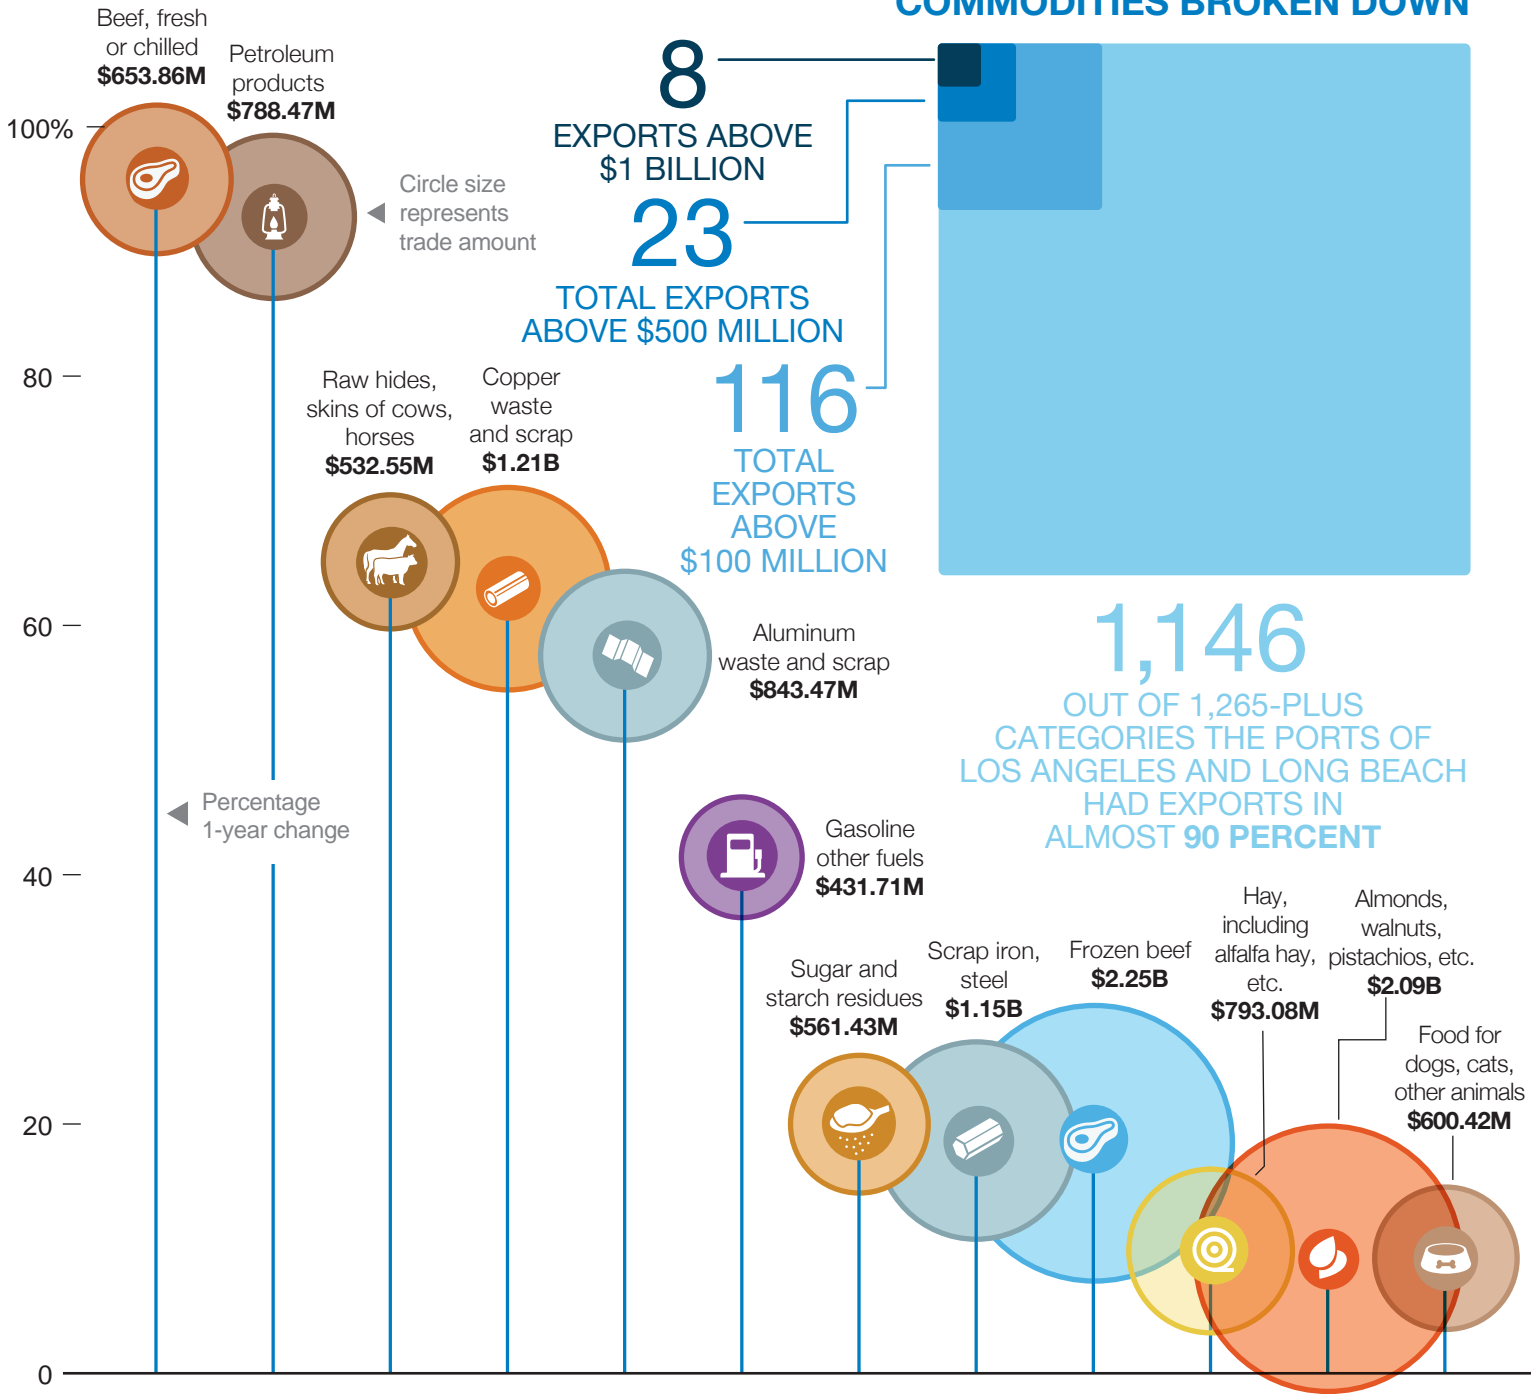 COMMODITIES BROKEN DOWN
Beef, fresh
or chilled
$653.86M
Petroleum
products
$788.47M
Circle size
represents
trade amount
8
EXPORTS ABOVE
$1 BILLION
23
TOTAL EXPORTS
ABOVE $500 MILLION
116
TOTAL
EXPORTS
ABOVE
$100 MILLION
1,146
OUT OF 1,265-PLUS
CATEGORIES THE PORTS OF
LOS ANGELES AND LONG BEACH
HAD EXPORTS IN
ALMOST 90 PERCENT
Raw hides,
skins of cows,
horses
$532.55M
Copper
waste
and scrap
$1.21B
Aluminum
waste and scrap
$843.47M
Percentage
1-year change
Gasoline
other fuels
$431.71M
Sugar and
starch residues
$561.43M
Scrap iron,
steel
$1.15B
Frozen beef
$2.25B
Hay,
including
alfalfa hay,
etc.
$793.08M
Almonds,
walnuts,
pistachios, etc.
$2.09B
Food for
dogs, cats,
other animals
$600.42M
100%
80
60
40
20
0